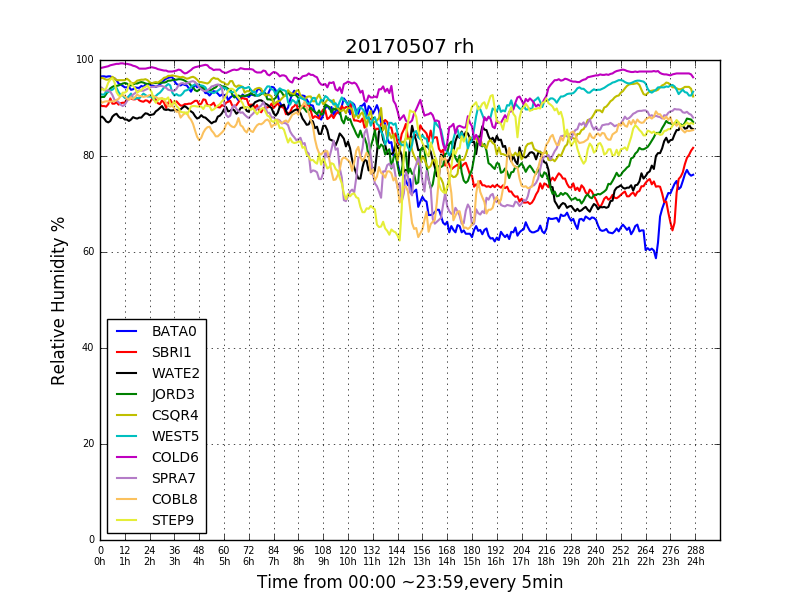 20170507 rh
Relative Humidity %
100
80
60
40
20
0
BATA0
SBRI1
WATE2
JORD3
CSQR4
WEST5
COLD6
SPRA7
COBL8
STEP9
0 12 24 36 48 60 72 84 96 108 120 132 144 156 168 180 192 204 216 228 240 252 264 276 288
0h 1h 2h 3h 4h 5h 6h 7h 8h 9h 10h 11h 12h 13h 14h 15h 16h 17h 18h 19h 20h 21h 22h 23h 24h
Time from 00:00 ~23:59,every 5min